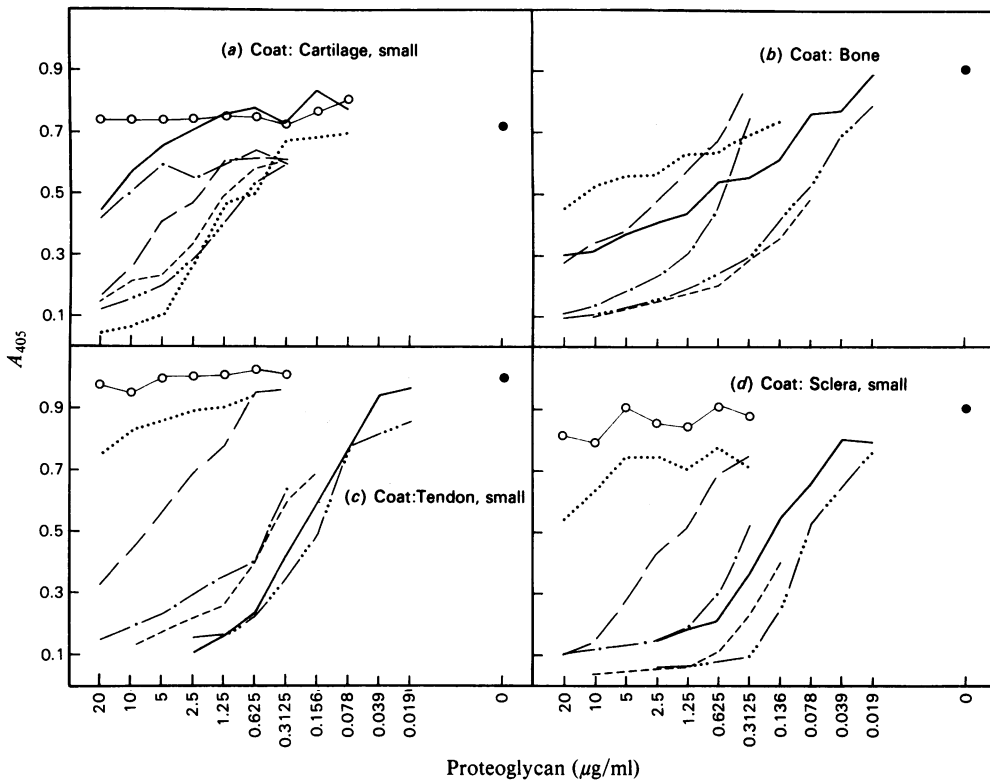 (a) Coat: Cartilage, small
(b) Coat: Bone
0.9
0.7
0.5
0.3
0.1
A405
(c) Coat:Tendon, small
(d) Coat: Sclera, small
0.9
0.7
0.5
0.3
0.1
20 10 5 2.5 1.25 0.625 0.3125 0.156 0.078 0.039 0.019 0
20 10 5 2.5 1.25 0.625 0.3125 0.136 0.078 0.039 0.019 0
Proteoglycan (μg/ml)